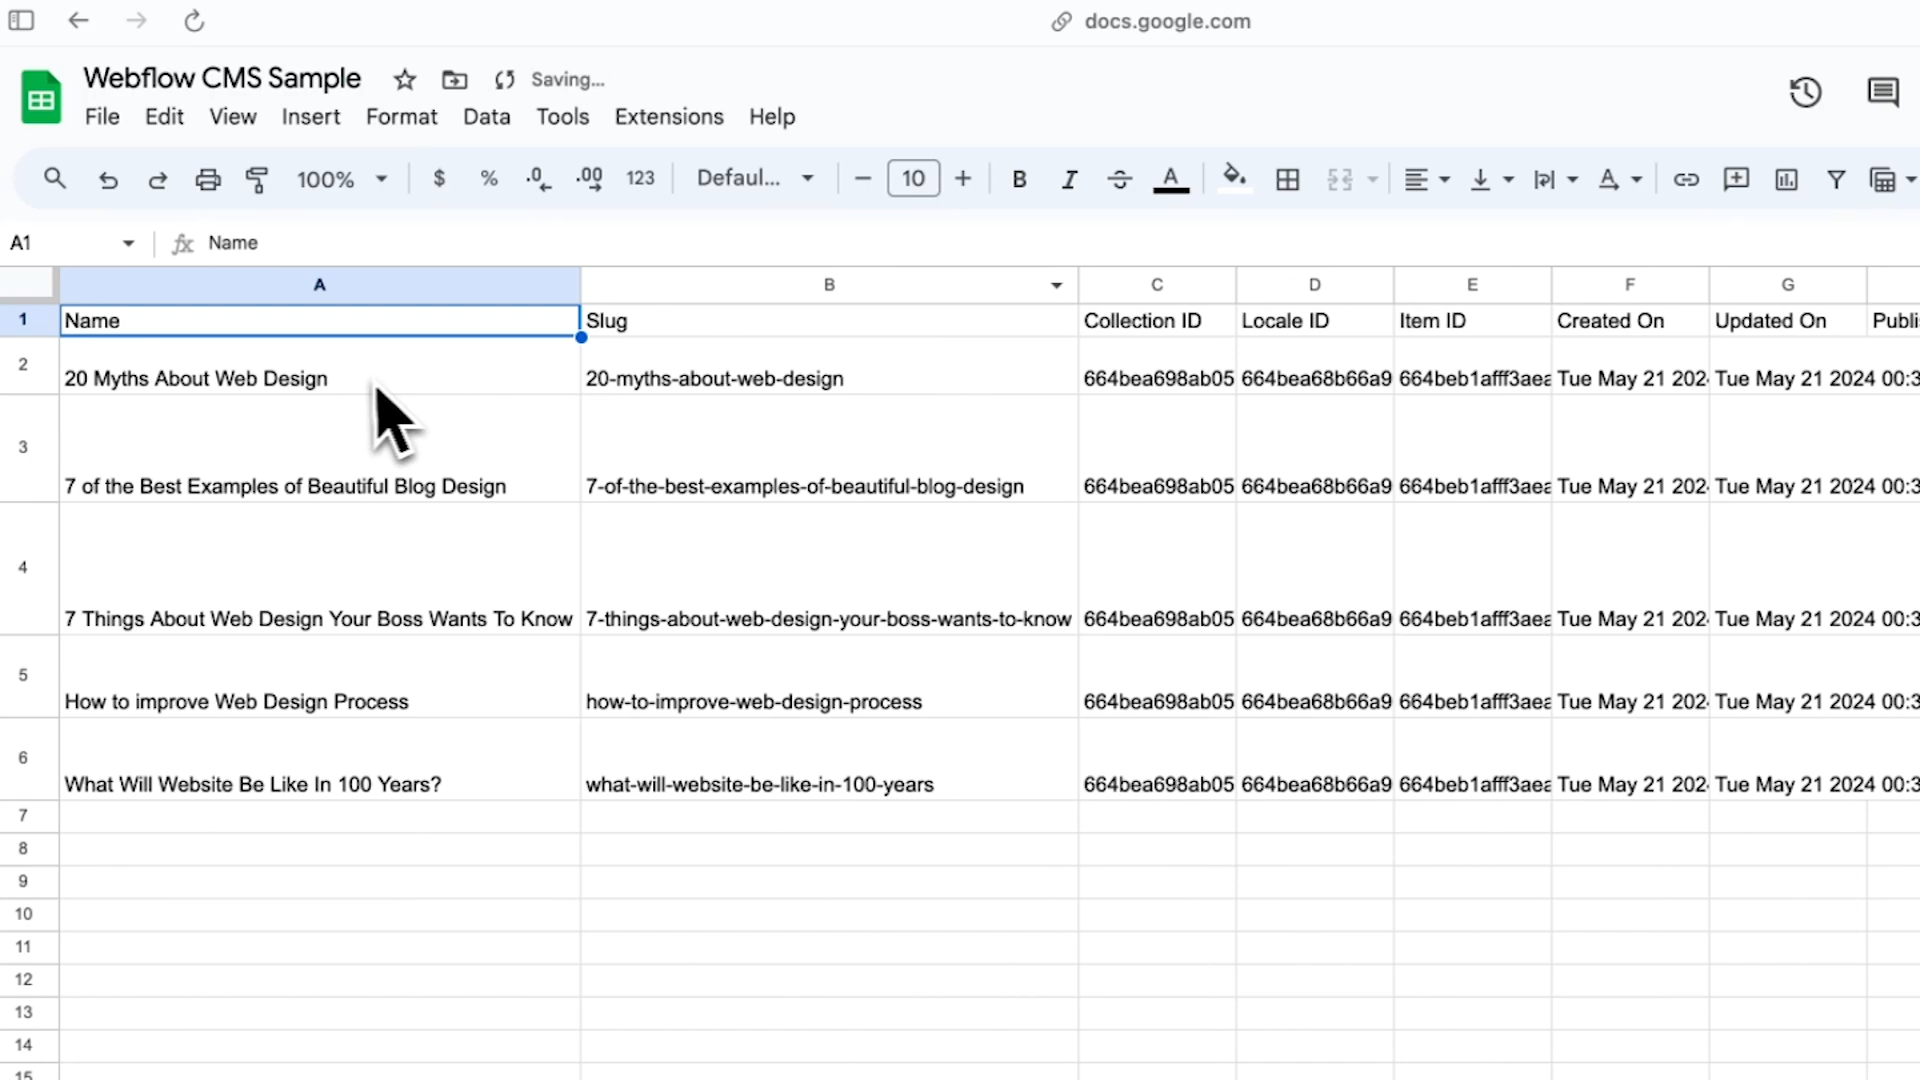 docs.google.com
Webflow CMS Sample Saving...
File Edit View Insert Format Data Tools Extensions Help
100% $ % .0 .00 123 Defaul... 10 B I S A
A1 fx Name
A B C D E F G
1 Name Slug Collection ID Locale ID Item ID Created On Updated On Publi
2 20 Myths About Web Design 20-myths-about-web-design 664bea698ab05 664bea68b66a9 664beb1afff3aea Tue May 21 202 Tue May 21 2024 00:3
3 7 of the Best Examples of Beautiful Blog Design 7-of-the-best-examples-of-beautiful-blog-design 664bea698ab05 664bea68b66a9 664beb1afff3aea Tue May 21 202 Tue May 21 2024 00:3
4 7 Things About Web Design Your Boss Wants To Know 7-things-about-web-design-your-boss-wants-to-know 664bea698ab05 664bea68b66a9 664beb1afff3aea Tue May 21 202 Tue May 21 2024 00:3
5 How to improve Web Design Process how-to-improve-web-design-process 664bea698ab05 664bea68b66a9 664beb1afff3aea Tue May 21 202 Tue May 21 2024 00:3
6 What Will Website Be Like In 100 Years? what-will-website-be-like-in-100-years 664bea698ab05 664bea68b66a9 664beb1afff3aea Tue May 21 202 Tue May 21 2024 00:3
7
8
9
10
11
12
13
14
15